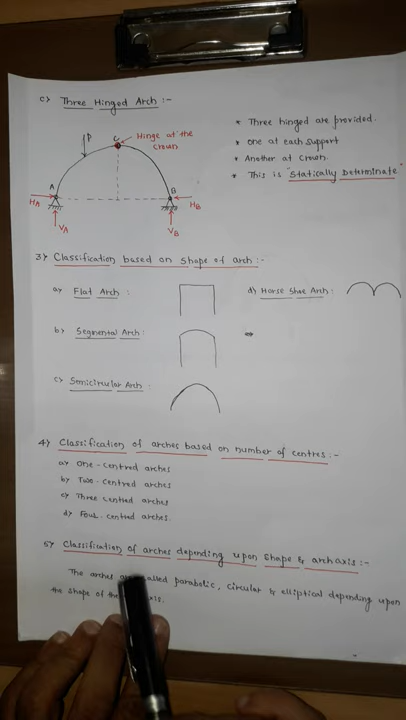 c) Three Hinged Arch :-
* Three hinged are provided.
P
C
Hinge at the
crown
* one at each support
* Another at crown.
* This is "Statically Determinate"
A
B
HA
HB
VA
VB
3) Classification based on shape of arch :-
a) Flat Arch :
d) Horse Shoe Arch :
b) Segmental Arch :
c) Semicircular Arch :
4) Classification of arches based on number of centres :-
a) One-centred arches
b) Two-centred arches
c) Three centred arches
d) Four-centred arches.
5) Classification of arches depending upon shape & arch axis :-
The arches are called parabolic, circular & elliptical depending upon
the shape of the axis.